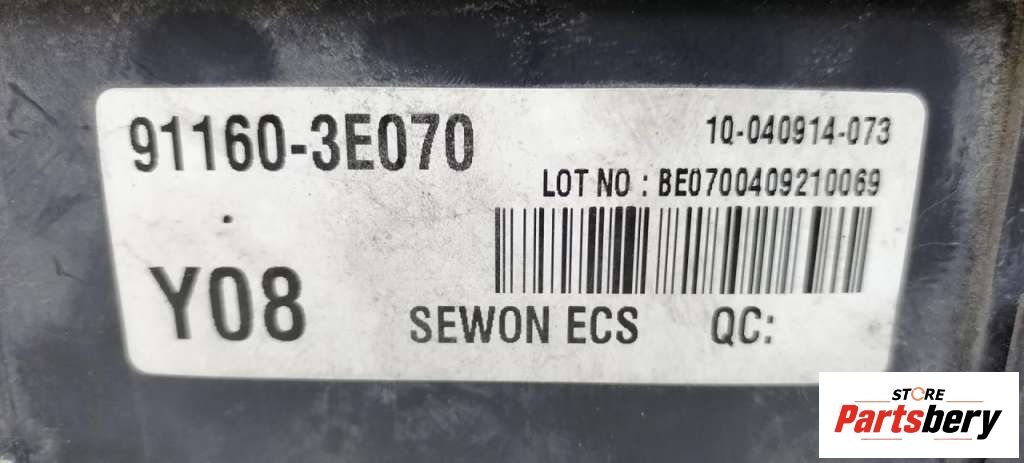 91160-3E070
1Q-040914-073
LOT NO : BE0700409210069
Y08
SEWON ECS QC:
STORE
Partsbery